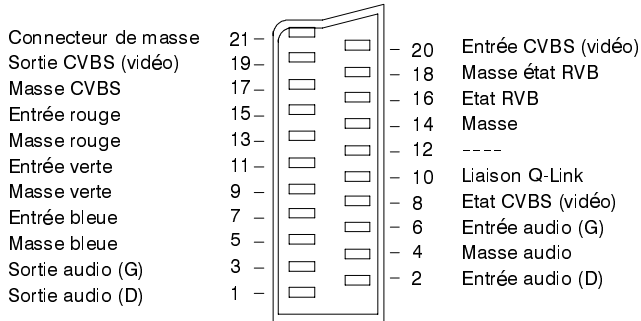 Connecteur de masse 21 –
Sortie CVBS (vidéo) 19 –
Masse CVBS 17 –
Entrée rouge 15 –
Masse rouge 13 –
Entrée verte 11 –
Masse verte 9 –
Entrée bleue 7 –
Masse bleue 5 –
Sortie audio (G) 3 –
Sortie audio (D) 1 –
– 20 Entrée CVBS (vidéo)
– 18 Masse état RVB
– 16 Etat RVB
– 14 Masse
– 12 ----
– 10 Liaison Q-Link
– 8 Etat CVBS (vidéo)
– 6 Entrée audio (G)
– 4 Masse audio
– 2 Entrée audio (D)